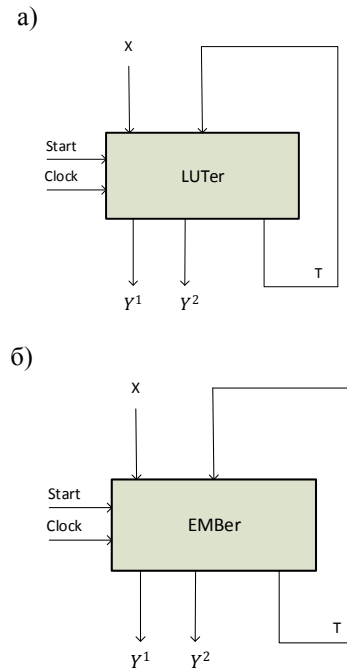 а)
X
Start
LUTer
Clock
T
Y¹ Y²
б)
X
Start
EMBer
Clock
T
Y¹ Y²